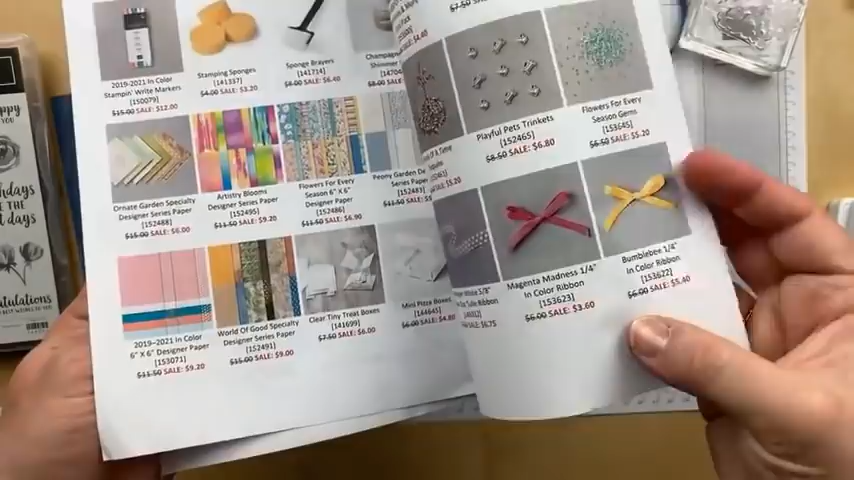 2019-2021 In Color
Stampin' Write Markers
[150079]
$15.00 SALE: $12.00
Stamping Sponges
[141337]
$4.00 SALE: $3.20
Sponge Brayers
[141714]
$8.00 SALE: $6.40
Ornate Garden Specialty
Designer Series Paper
[152488]
SALE: $6.00
Artistry Blooms
Designer Series Paper
[152495]
$11.50 SALE: $9.20
Flowers For Every
Season 6" X 6"
Designer Series Paper
[152486]
$11.50 SALE: $6.90
Peony Garden
2019-2021 In Color
6" X 6" Designer Paper
[153071]
$11.50 SALE: $9.20
World Of Good Specialty
Designer Series Paper
[152491]
$15.00 SALE: $9.00
Clear Tiny Treat Boxes
[141699]
$7.50 SALE: $6.00
Mini Pizza Boxes
[144645]
$6.00 SALE: $4.80
Playful Pets Trinkets
[152465]
$8.50 SALE: $6.80
Flowers For Every
Season Gems
[153645]
$6.50 SALE: $5.20
Magenta Madness 1/4"
In Color Ribbon
[153623]
$6.00 SALE: $3.60
Bumblebee 1/4"
In Color Ribbon
[153622]
$6.00 SALE: $5.40